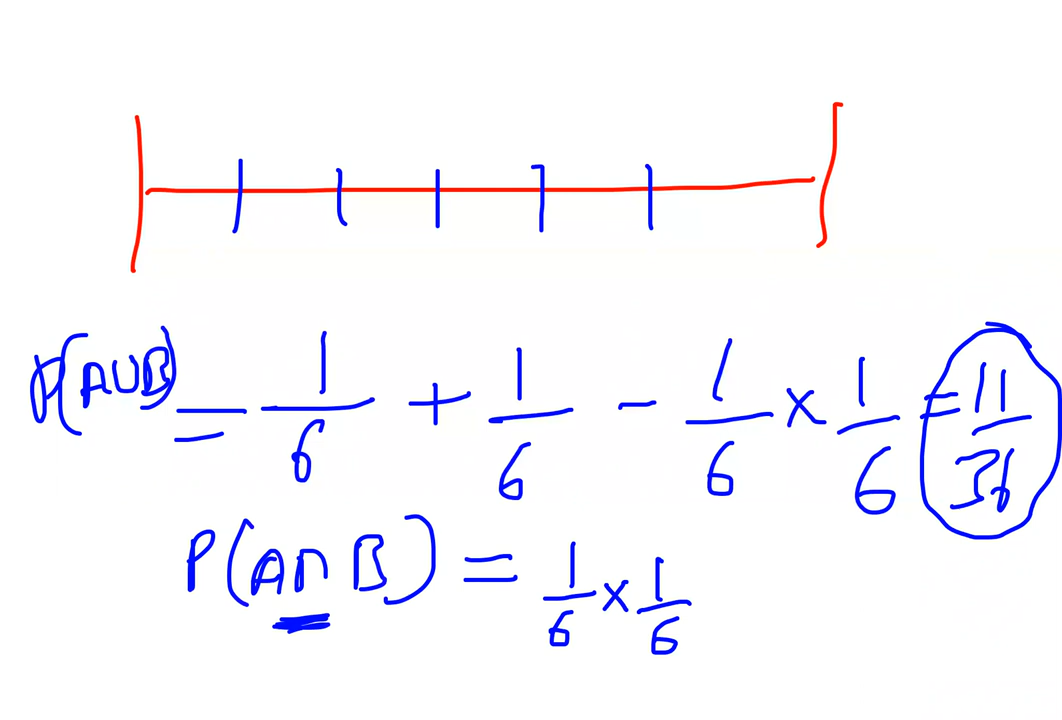 P(A∪B) = 1/6 + 1/6 - 1/6 × 1/6 = 11/36
P(A∩B) = 1/6 × 1/6